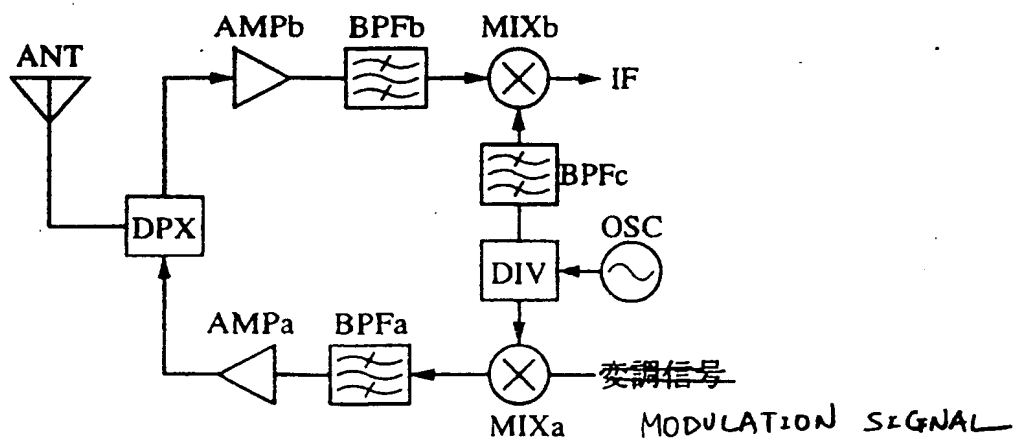 AMPb BPFb MIXb
ANT
IF
BPFc
DPX
OSC
DIV
AMPa BPFa
変調信号
MIXa
MODULATION SIGNAL